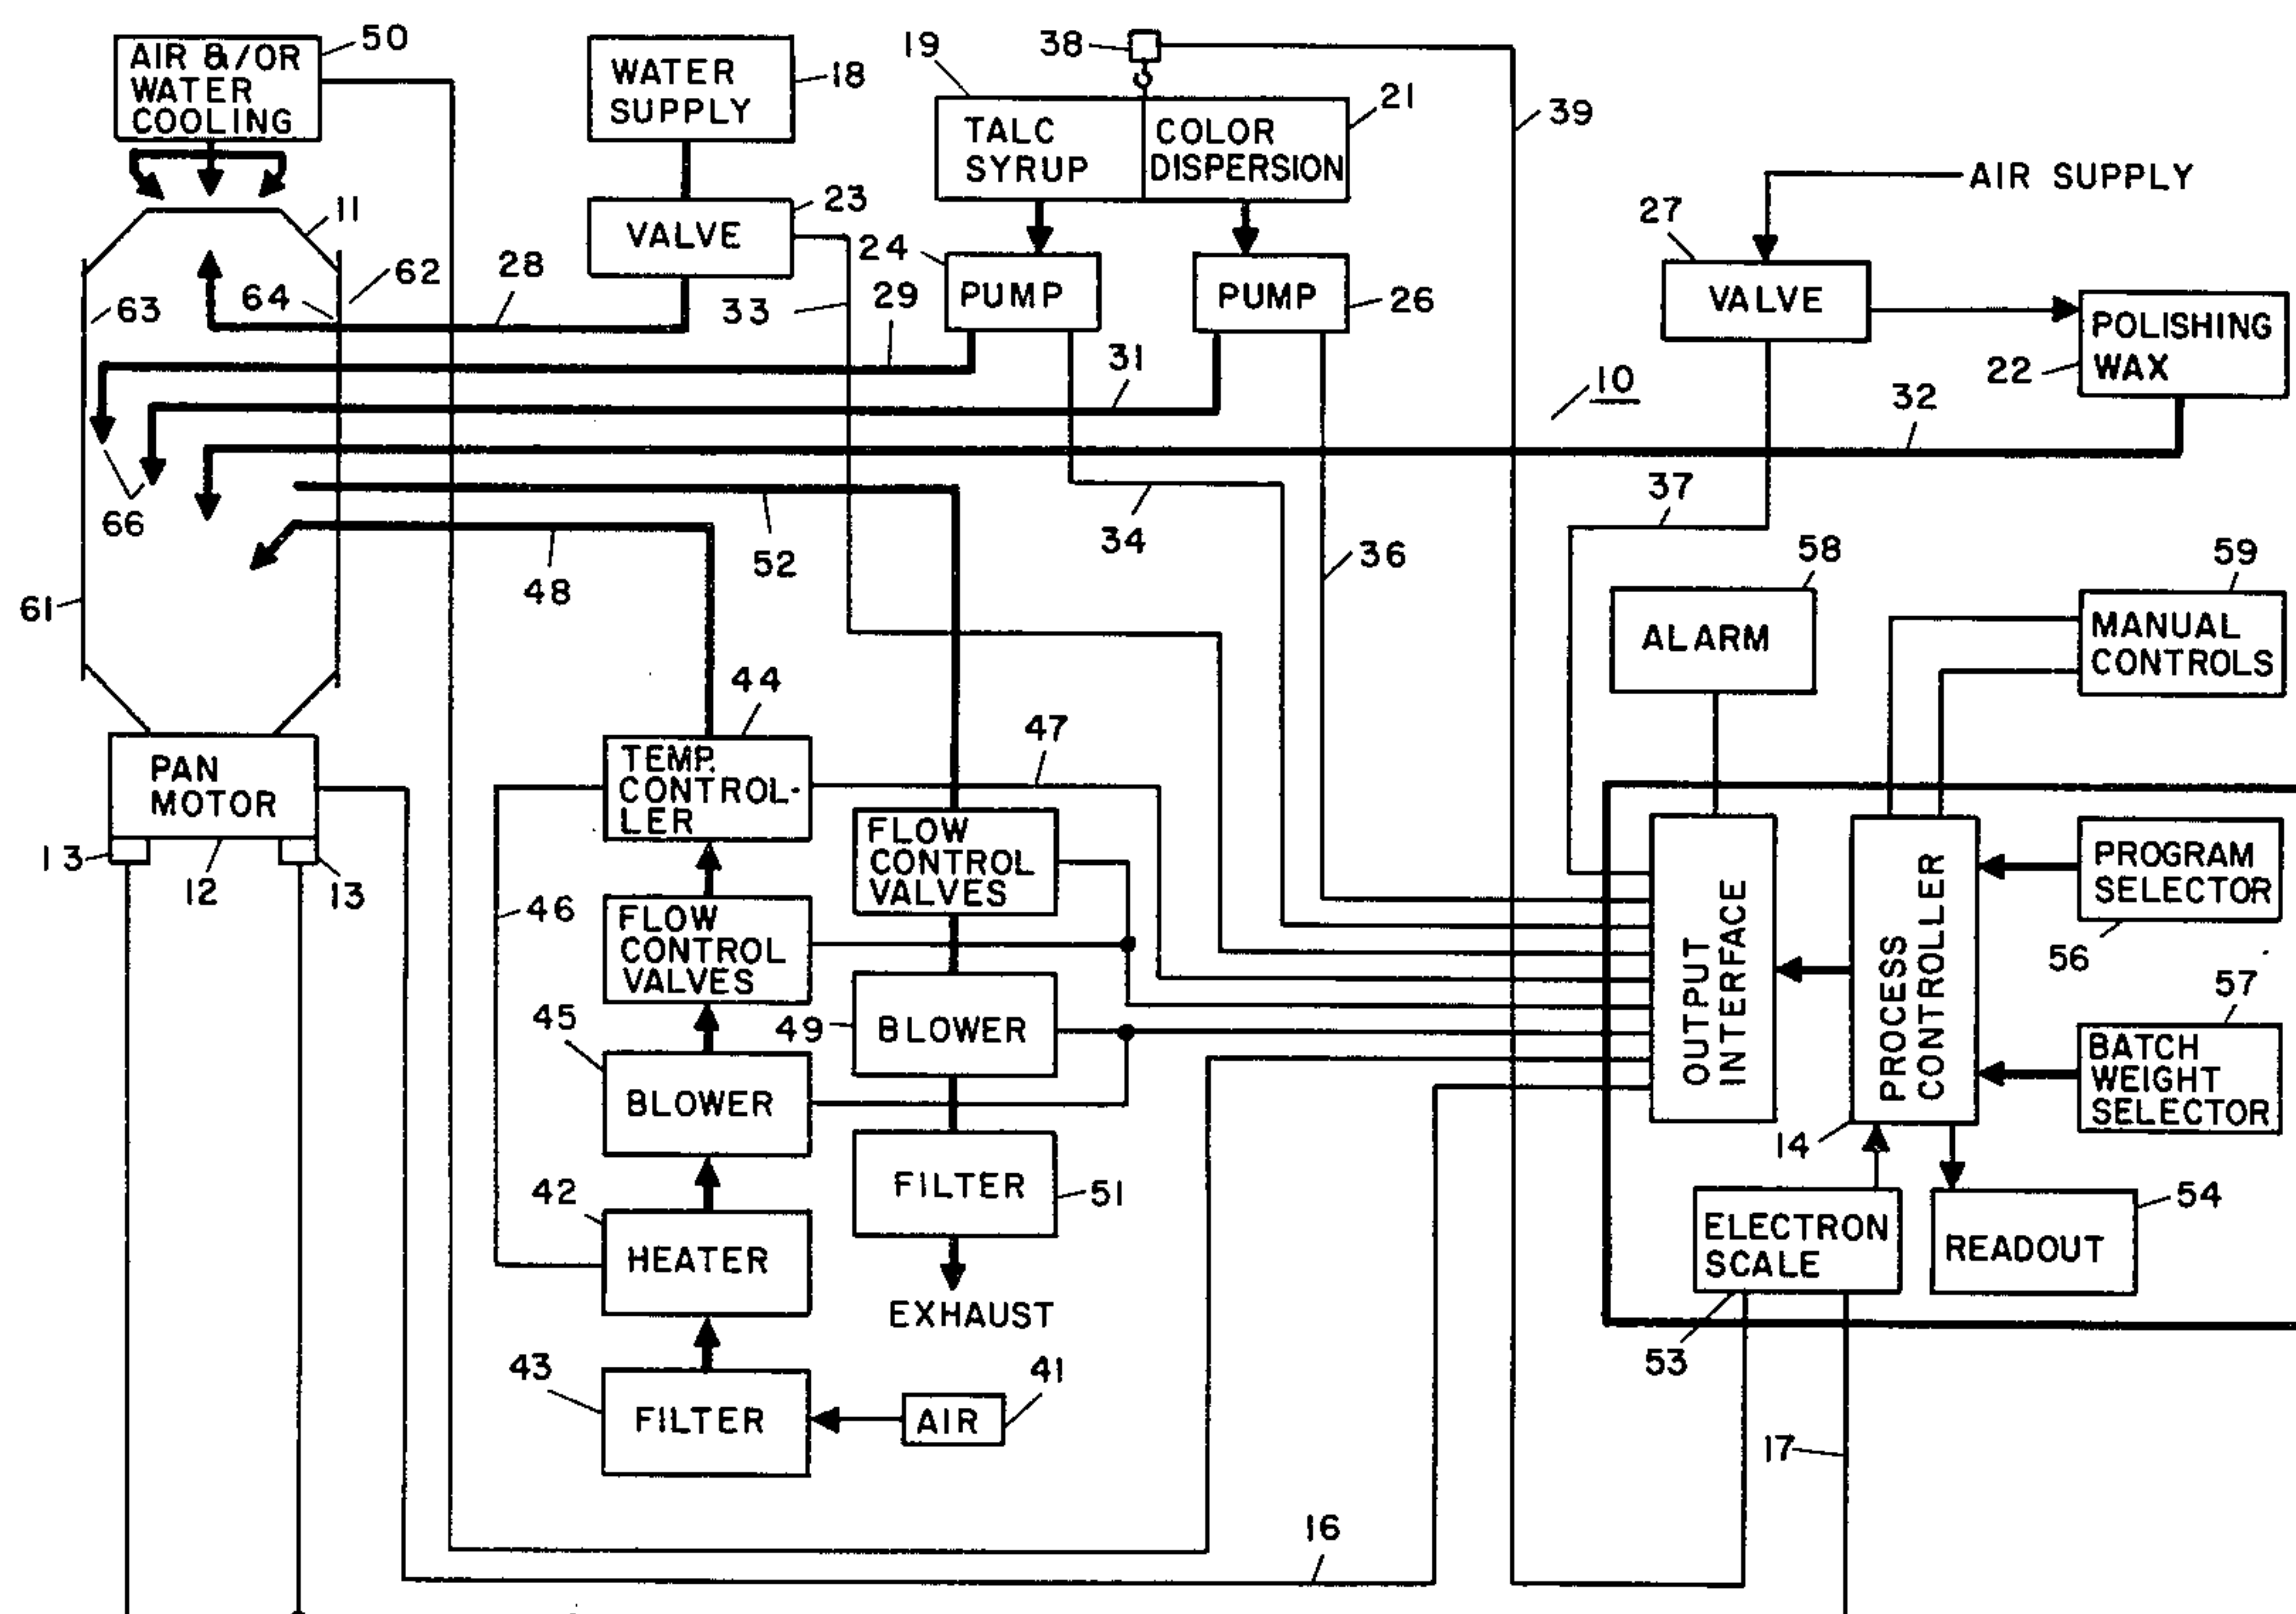 AIR &/OR
WATER
COOLING
50
WATER
SUPPLY
18
19
38
TALC
SYRUP
COLOR
DISPERSION
21
39
AIR SUPPLY
11
VALVE
23
24
PUMP
PUMP
26
27
VALVE
POLISHING
WAX
22
62
63
64
28
33
29
31
10
32
66
52
48
34
36
37
61
58
ALARM
59
MANUAL
CONTROLS
44
TEMP.
CONTROL-
LER
47
PAN
MOTOR
13
12
13
46
FLOW
CONTROL
VALVES
FLOW
CONTROL
VALVES
OUTPUT
INTERFACE
PROCESS
CONTROLLER
14
PROGRAM
SELECTOR
56
57
BATCH
WEIGHT
SELECTOR
45
BLOWER
49
BLOWER
42
HEATER
FILTER
51
EXHAUST
ELECTRON
SCALE
53
READOUT
54
43
FILTER
AIR
41
17
16